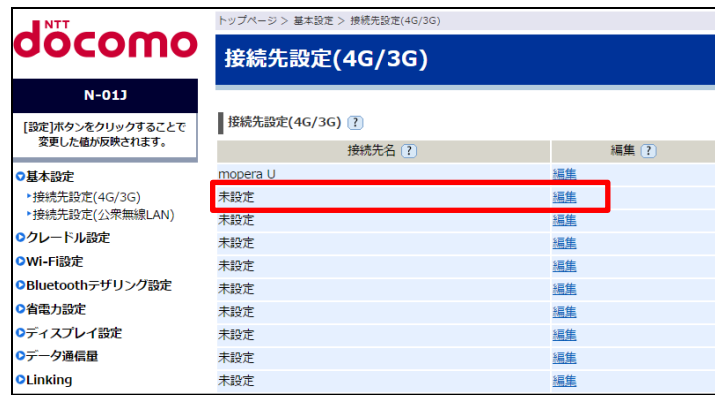 NTT
docomo
N-01J
[設定]ボタンをクリックすることで
変更した値が反映されます。
基本設定
接続先設定(4G/3G)
接続先設定(公衆無線LAN)
クレードル設定
Wi-Fi設定
Bluetoothテザリング設定
省電力設定
ディスプレイ設定
データ通信量
Linking
トップページ > 基本設定 > 接続先設定(4G/3G)
接続先設定(4G/3G)
接続先設定(4G/3G) ?
接続先名 ? 編集 ?
mopera U 編集
未設定 編集
未設定 編集
未設定 編集
未設定 編集
未設定 編集
未設定 編集
未設定 編集
未設定 編集
未設定 編集